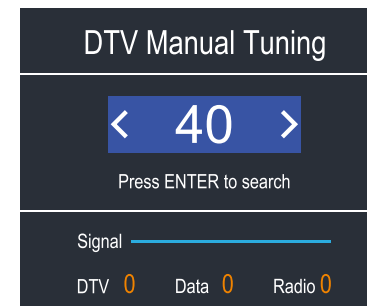 DTV Manual Tuning
< 40 >
Press ENTER to search
Signal
DTV 0 Data 0 Radio 0